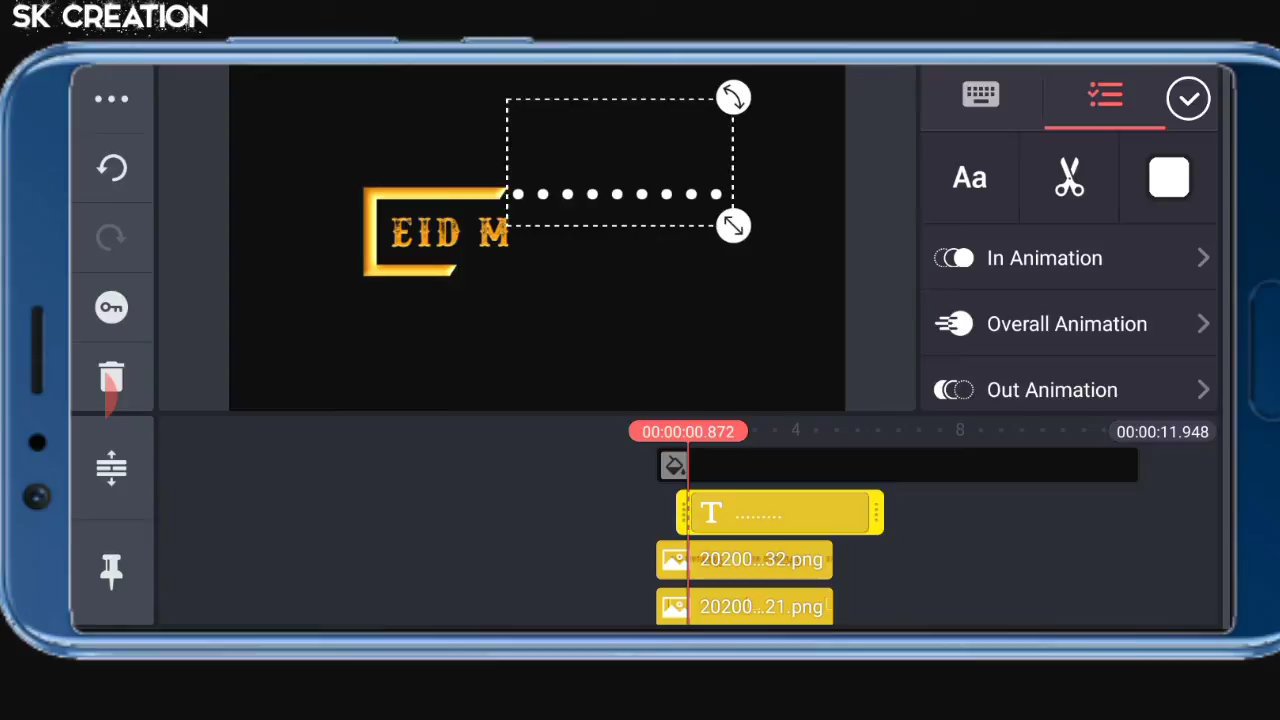 SK CREATION
EID M
Aa
In Animation
Overall Animation
Out Animation
00:00:00.872
4
8
00:00:11.948
T .........
20200...32.png
20200...21.png